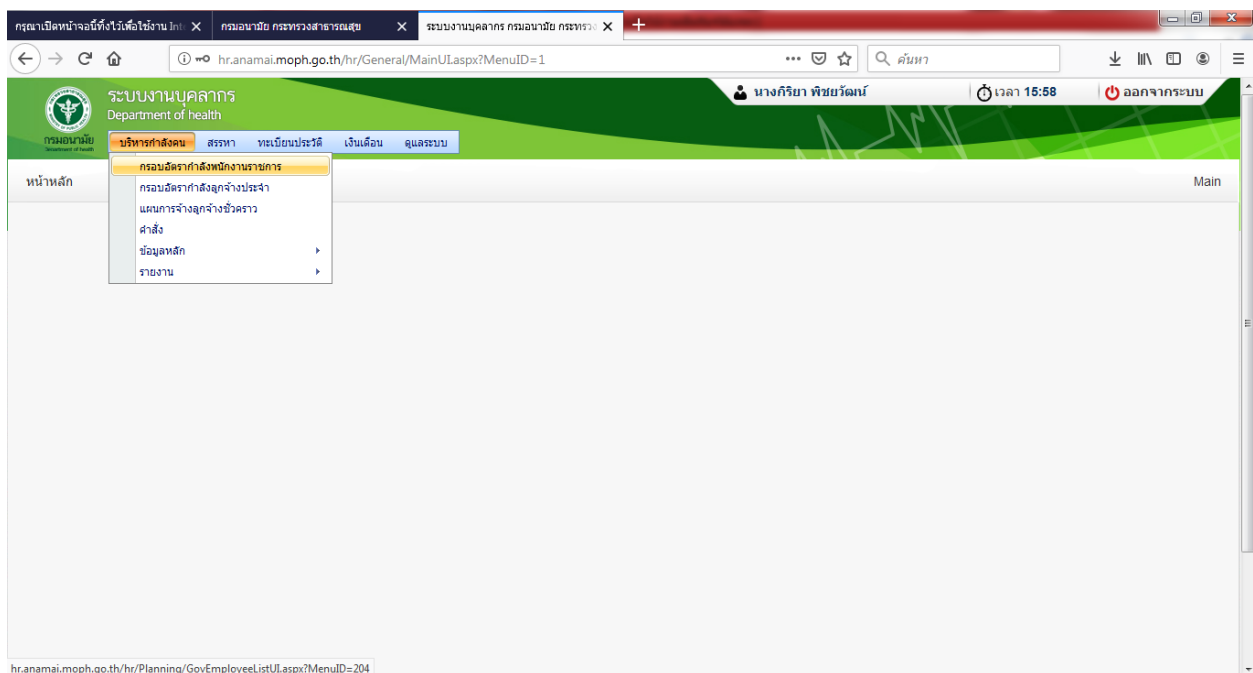 กรุณาเปิดหน้าจอนี้ทิ้งไว้เพื่อใช้งาน Int
กรมอนามัย กระทรวงสาธารณสุข
ระบบงานบุคลากร กรมอนามัย กระทรวง
hr.anamai.moph.go.th/hr/General/MainUI.aspx?MenuID=1
ค้นหา
ระบบงานบุคลากร
Department of health
นางกิริยา พิชยวัฒน์
เวลา 15:58
ออกจากระบบ
กรมอนามัย
บริหารกำลังคน สรรหา ทะเบียนประวัติ เงินเดือน ดูแลระบบ
หน้าหลัก
Main
กรอบอัตรากำลังพนักงานราชการ
กรอบอัตรากำลังลูกจ้างประจำ
แผนการจ้างลูกจ้างชั่วคราว
คำสั่ง
ข้อมูลหลัก
รายงาน
hr.anamai.moph.go.th/hr/Planning/GovEmployeeListUI.aspx?MenuID=204